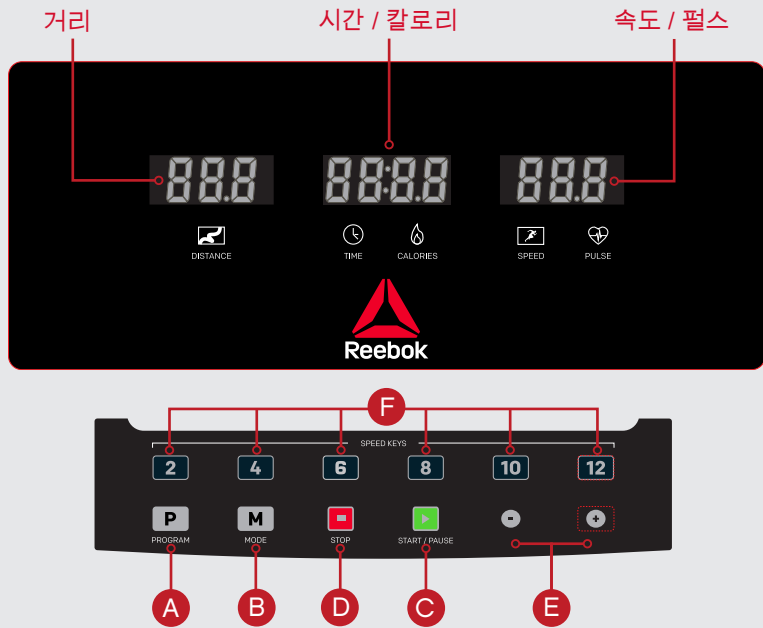 거리 시간 / 칼로리 속도 / 펄스
88.8 88:8.8 88.8
DISTANCE TIME CALORIES SPEED PULSE
Reebok
F
SPEED KEYS
2 4 6 8 10 12
P M - +
PROGRAM MODE STOP START / PAUSE
A B D C E